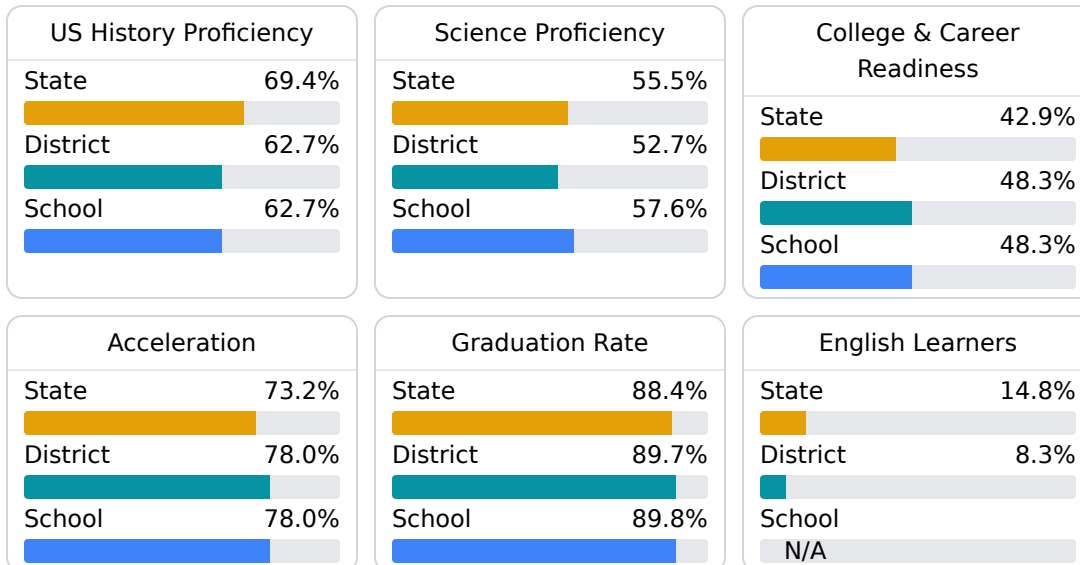 US History Proficiency
State 69.4%
District 62.7%
School 62.7%
Science Proficiency
State 55.5%
District 52.7%
School 57.6%
College & Career
Readiness
State 42.9%
District 48.3%
School 48.3%
Acceleration
State 73.2%
District 78.0%
School 78.0%
Graduation Rate
State 88.4%
District 89.7%
School 89.8%
English Learners
State 14.8%
District 8.3%
School
N/A